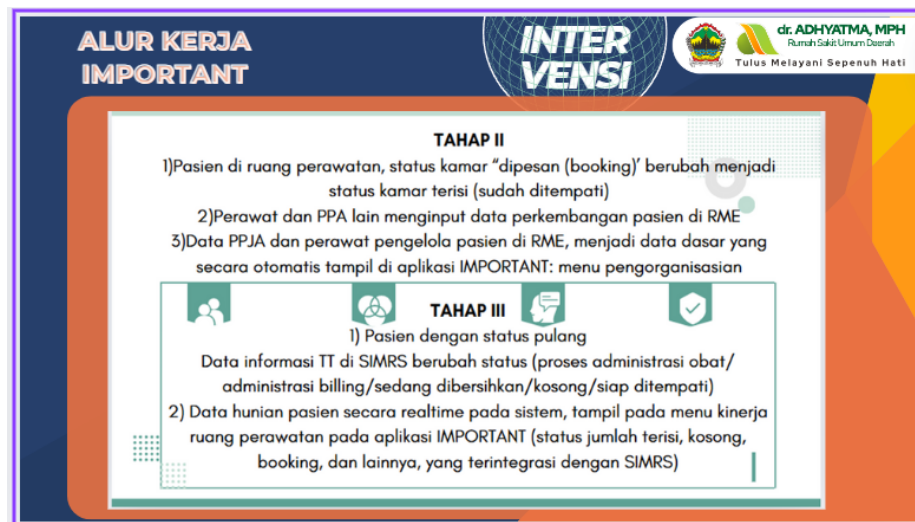 ALUR KERJA
IMPORTANT
INTER
VENSI
dr. ADHYATMA, MPH
Rumah Sakit Umum Daerah
Tulus Melayani Sepenuh Hati
TAHAP II
1)Pasien di ruang perawatan, status kamar “dipesan (booking)’ berubah menjadi
status kamar terisi (sudah ditempati)
2)Perawat dan PPA lain menginput data perkembangan pasien di RME
3)Data PPJA dan perawat pengelola pasien di RME, menjadi data dasar yang
secara otomatis tampil di aplikasi IMPORTANT: menu pengorganisasian
TAHAP III
1) Pasien dengan status pulang
Data informasi TT di SIMRS berubah status (proses administrasi obat/
administrasi billing/sedang dibersihkan/kosong/siap ditempati)
2) Data hunian pasien secara realtime pada sistem, tampil pada menu kinerja
ruang perawatan pada aplikasi IMPORTANT (status jumlah terisi, kosong,
booking, dan lainnya, yang terintegrasi dengan SIMRS)